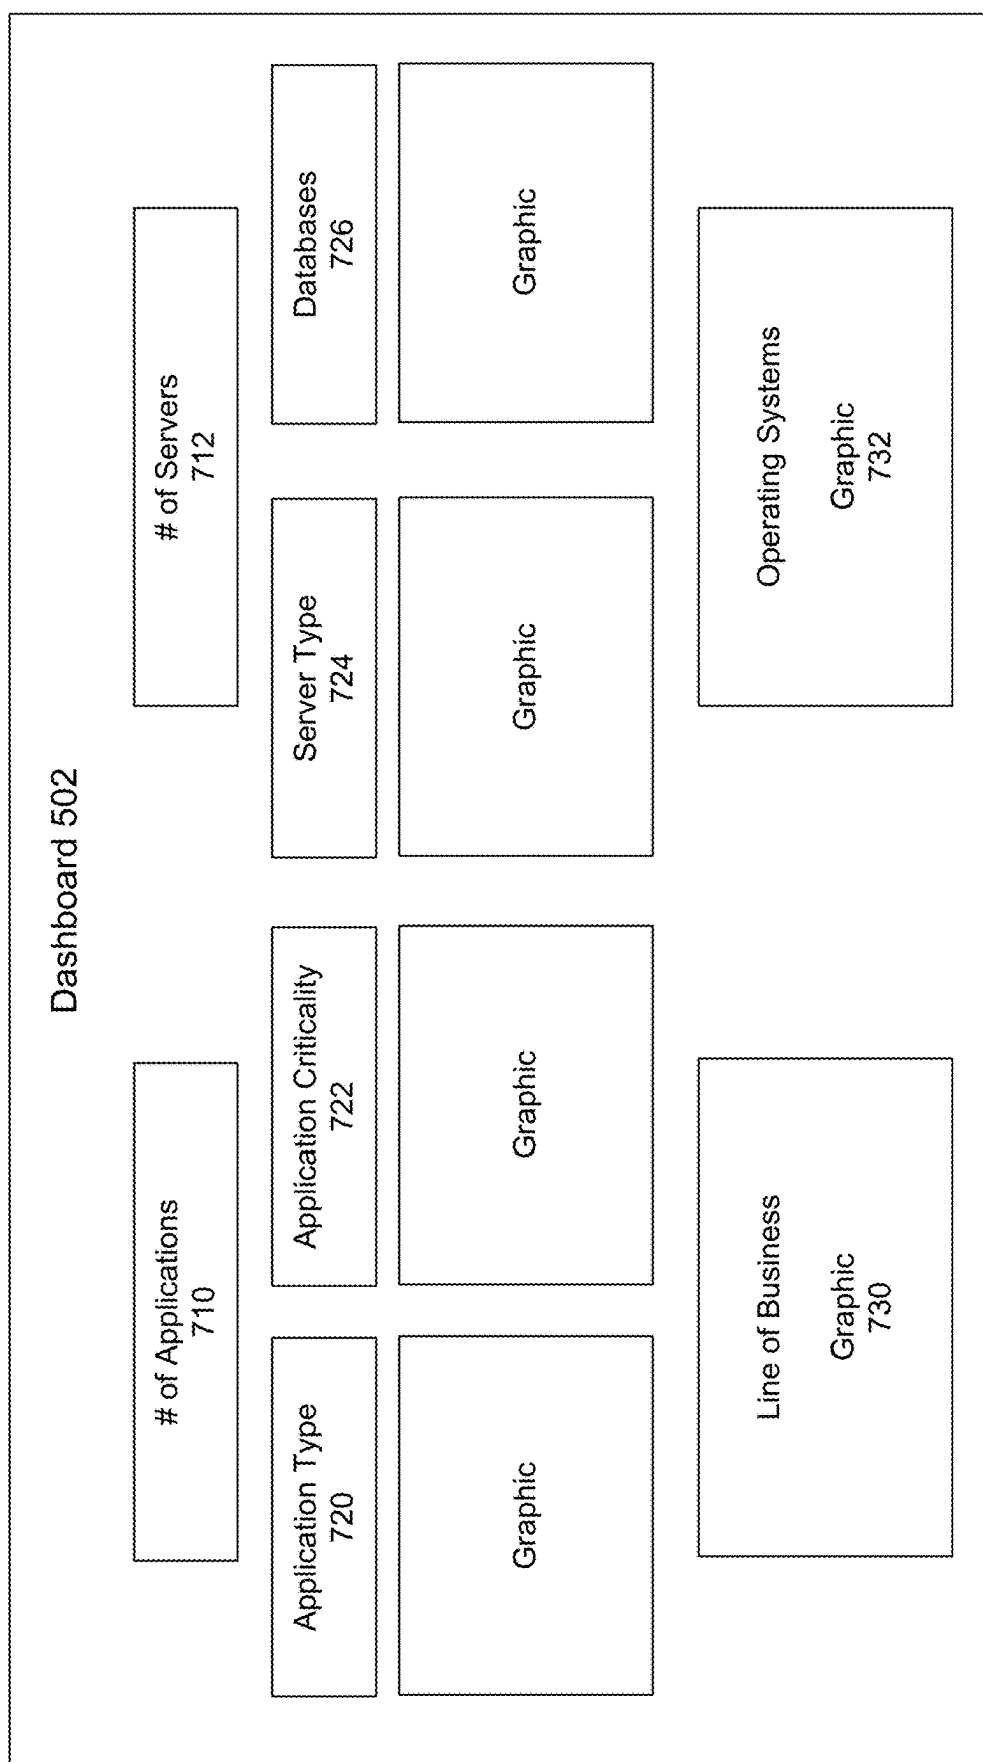 Dashboard 502
# of Applications
710
# of Servers
712
Application Type
720
Application Criticality
722
Server Type
724
Databases
726
Graphic
Graphic
Graphic
Graphic
Line of Business
Graphic
730
Operating Systems
Graphic
732